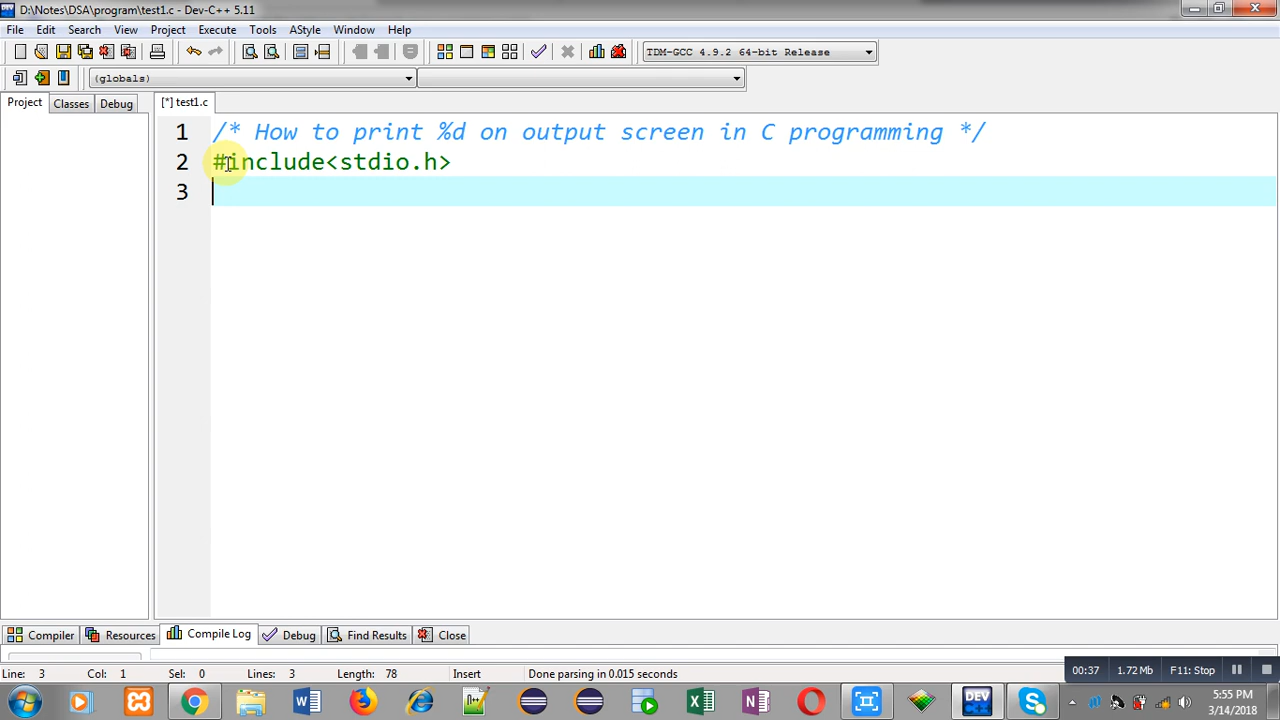 D:\Notes\DSA\program\test1.c - Dev-C++ 5.11
File Edit Search View Project Execute Tools AStyle Window Help
TDM-GCC 4.9.2 64-bit Release
(globals)
Project Classes Debug [*] test1.c
1 /* How to print %d on output screen in C programming */
2 #include<stdio.h>
3
Compiler Resources Compile Log Debug Find Results Close
Line: 3 Col: 1 Sel: 0 Lines: 3 Length: 78 Insert Done parsing in 0.015 seconds
00:37 1.72 Mb F11: Stop
DEV
5:55 PM
3/14/2018